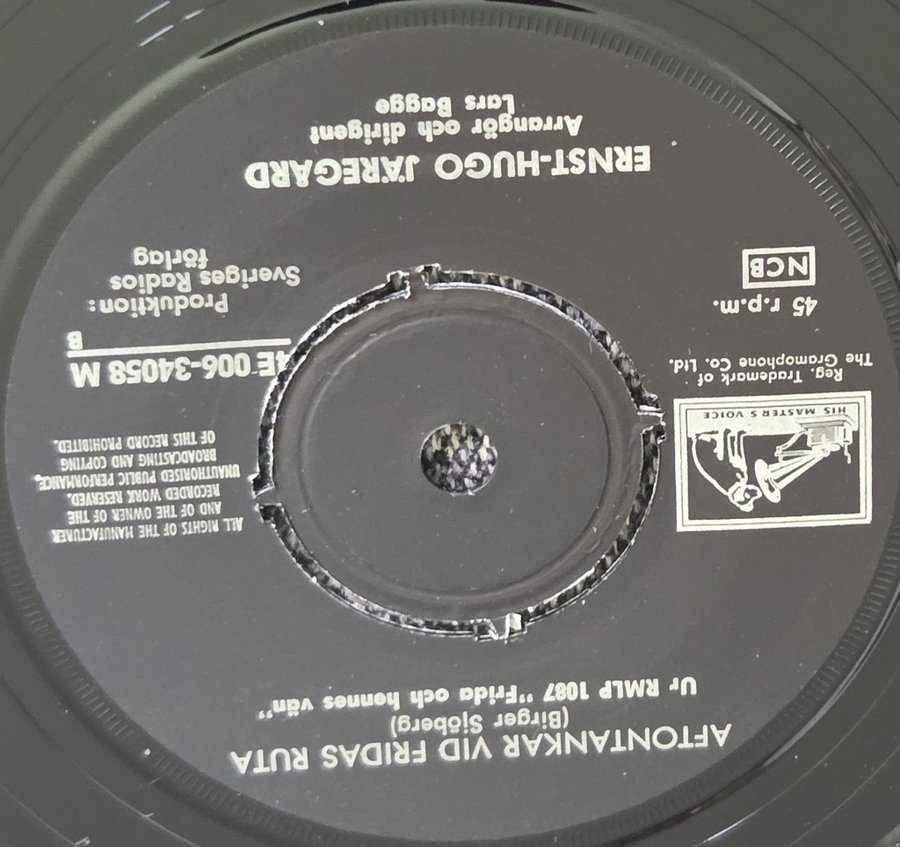 AFTONTANKAR VID FRIDAS RUTA
(Birger Sjöberg)
Ur RMLP 1087 "Frida och hennes vän"
HIS MASTER'S VOICE
Reg. Trademark of
The Gramophone Co. Ltd.
45 r.p.m.
NCB
ALL RIGHTS OF THE MANUFACTURER
AND OF THE OWNER OF THE
RECORDED WORK RESERVED.
UNAUTHORISED PUBLIC PERFORMANCE,
BROADCASTING AND COPYING
OF THIS RECORD PROHIBITED.
4E 006-34058 M
B
Produktion:
Sveriges Radios
förlag
ERNST-HUGO JÄREGARD
Arrangör och dirigent
Lars Bagge